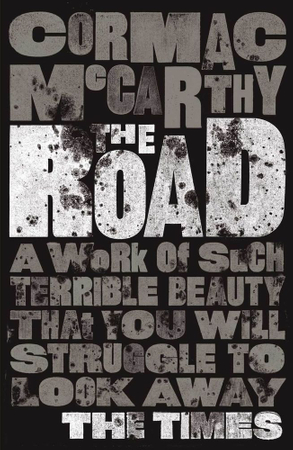 CORMAC
McCARTHY
THE
ROAD
A WoRK Of SuCH
TERRIBLE BEAUTY
THAt YOU WILL
STRUGGLE TO
LOOK AWAY
THE TIMES